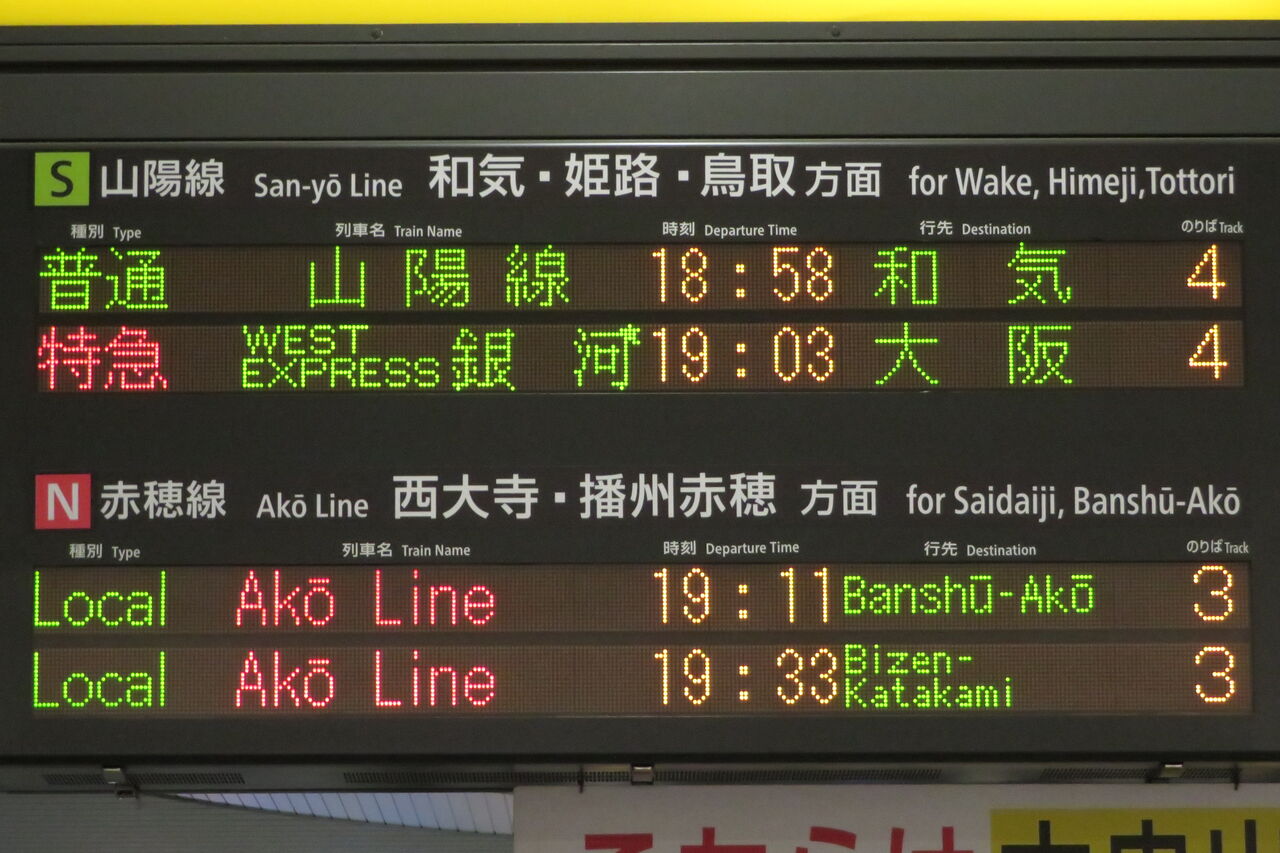 S 山陽線 San-yō Line 和気・姫路・鳥取方面 for Wake, Himeji,Tottori
種別 Type 列車名 Train Name 時刻 Departure Time 行先 Destination のりば Track
普通 山陽線 18:58 和気 4
特急 WEST EXPRESS 銀河 19:03 大阪 4
N 赤穂線 Akō Line 西大寺・播州赤穂 方面 for Saidaiji, Banshū-Akō
種別 Type 列車名 Train Name 時刻 Departure Time 行先 Destination のりば Track
Local Akō Line 19:11 Banshū-Akō 3
Local Akō Line 19:33 Bizen-Katakami 3